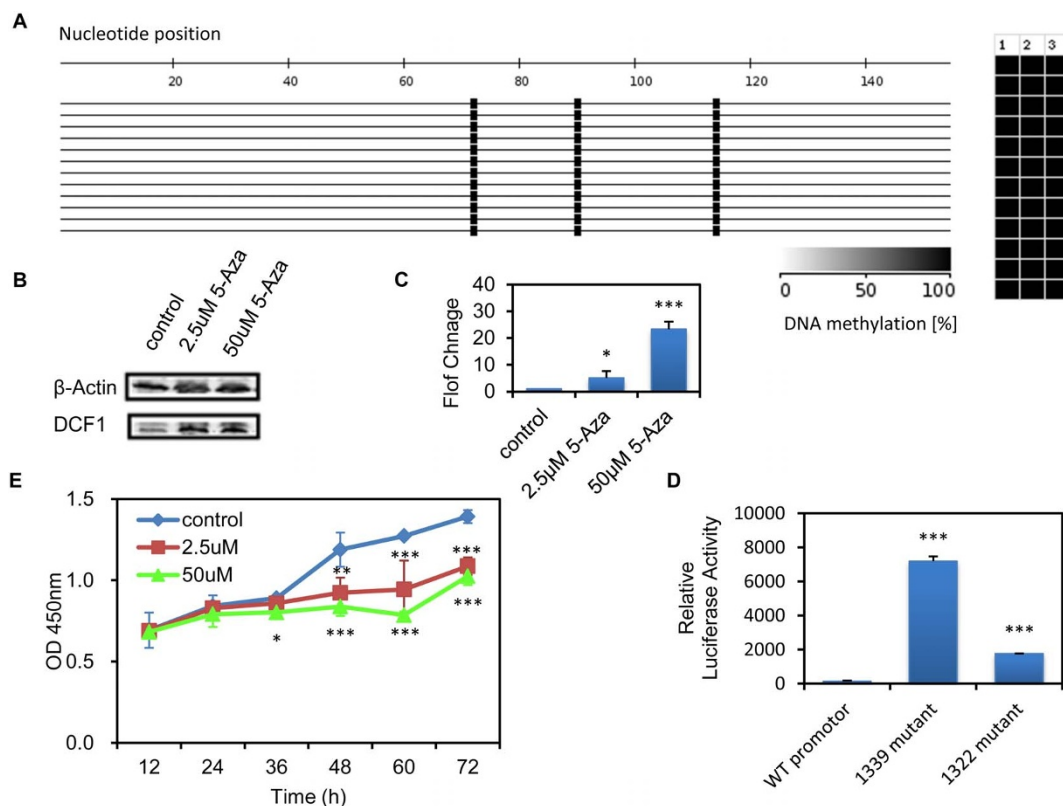 A
Nucleotide position
20 40 60 80 100 120 140
1 2 3
0 50 100
DNA methylation [%]
B
control
2.5uM 5-Aza
50uM 5-Aza
β-Actin
DCF1
C
Flof Chnage
40
30
20
10
0
*
***
control
2.5µM 5-Aza
50µM 5-Aza
E
OD 450nm
1.5
1.0
0.5
0.0
control
2.5uM
50uM
** *** ***
* *** *** ***
12 24 36 48 60 72
Time (h)
D
Relative
Luciferase Activity
10000
8000
6000
4000
2000
0
***
***
WT promotor
1339 mutant
1322 mutant